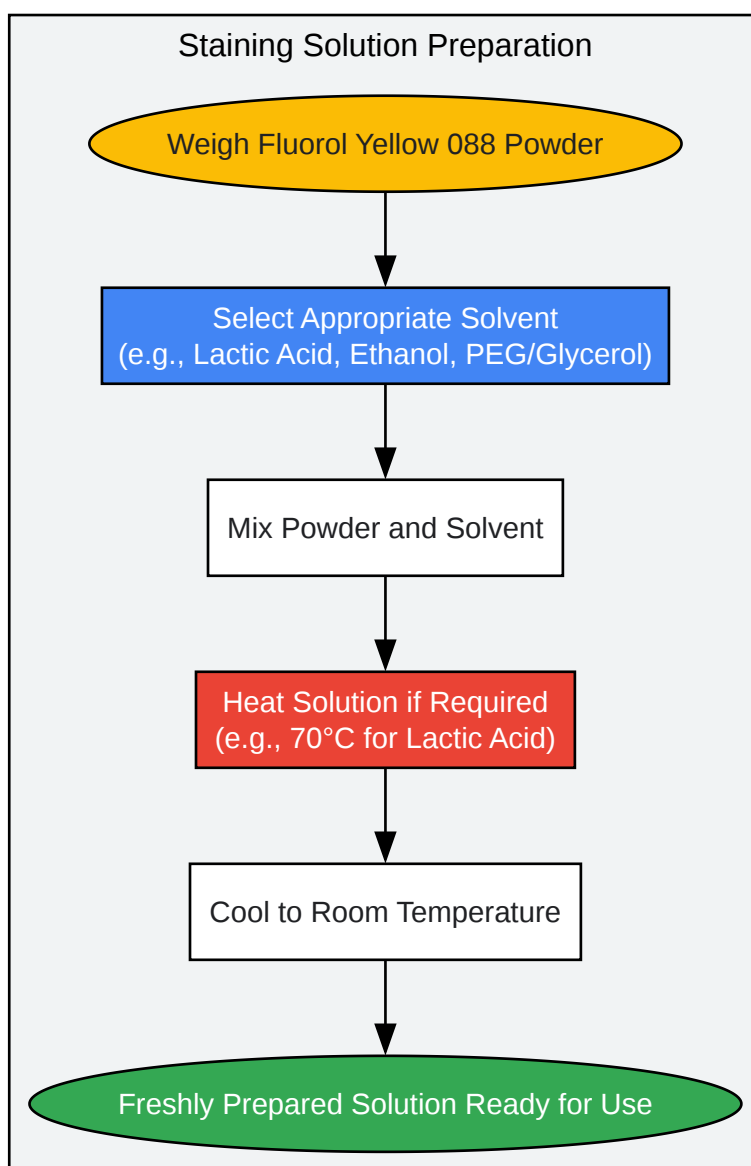 Staining Solution Preparation
Weigh Fluorol Yellow 088 Powder
Select Appropriate Solvent
(e.g., Lactic Acid, Ethanol, PEG/Glycerol)
Mix Powder and Solvent
Heat Solution if Required
(e.g., 70°C for Lactic Acid)
Cool to Room Temperature
Freshly Prepared Solution Ready for Use